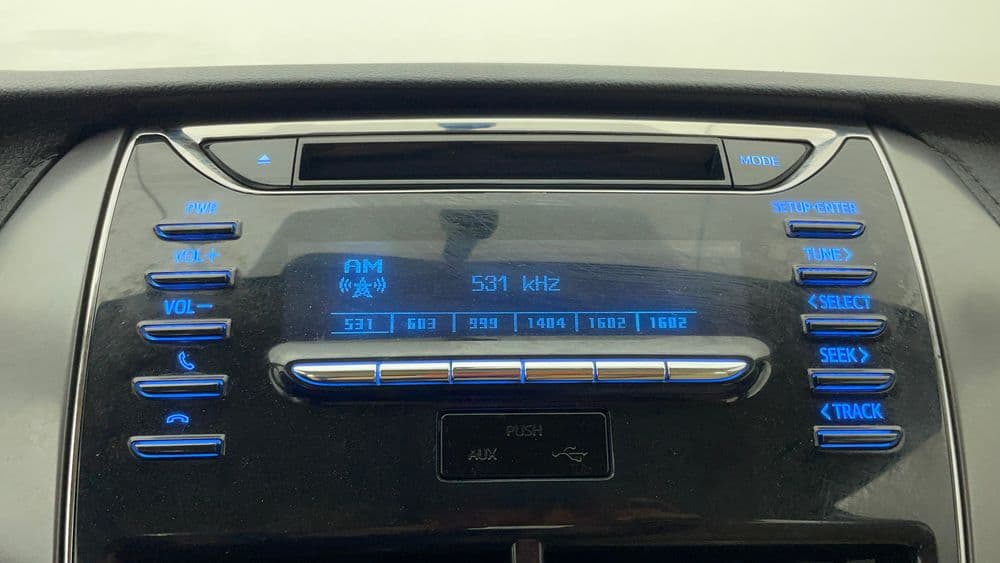 MODE
PWR
SETUP•ENTER
VOL+
TUNE>
AM
531 kHz
VOL-
<SELECT
531 603 999 1404 1602 1602
SEEK>
<TRACK
PUSH
AUX